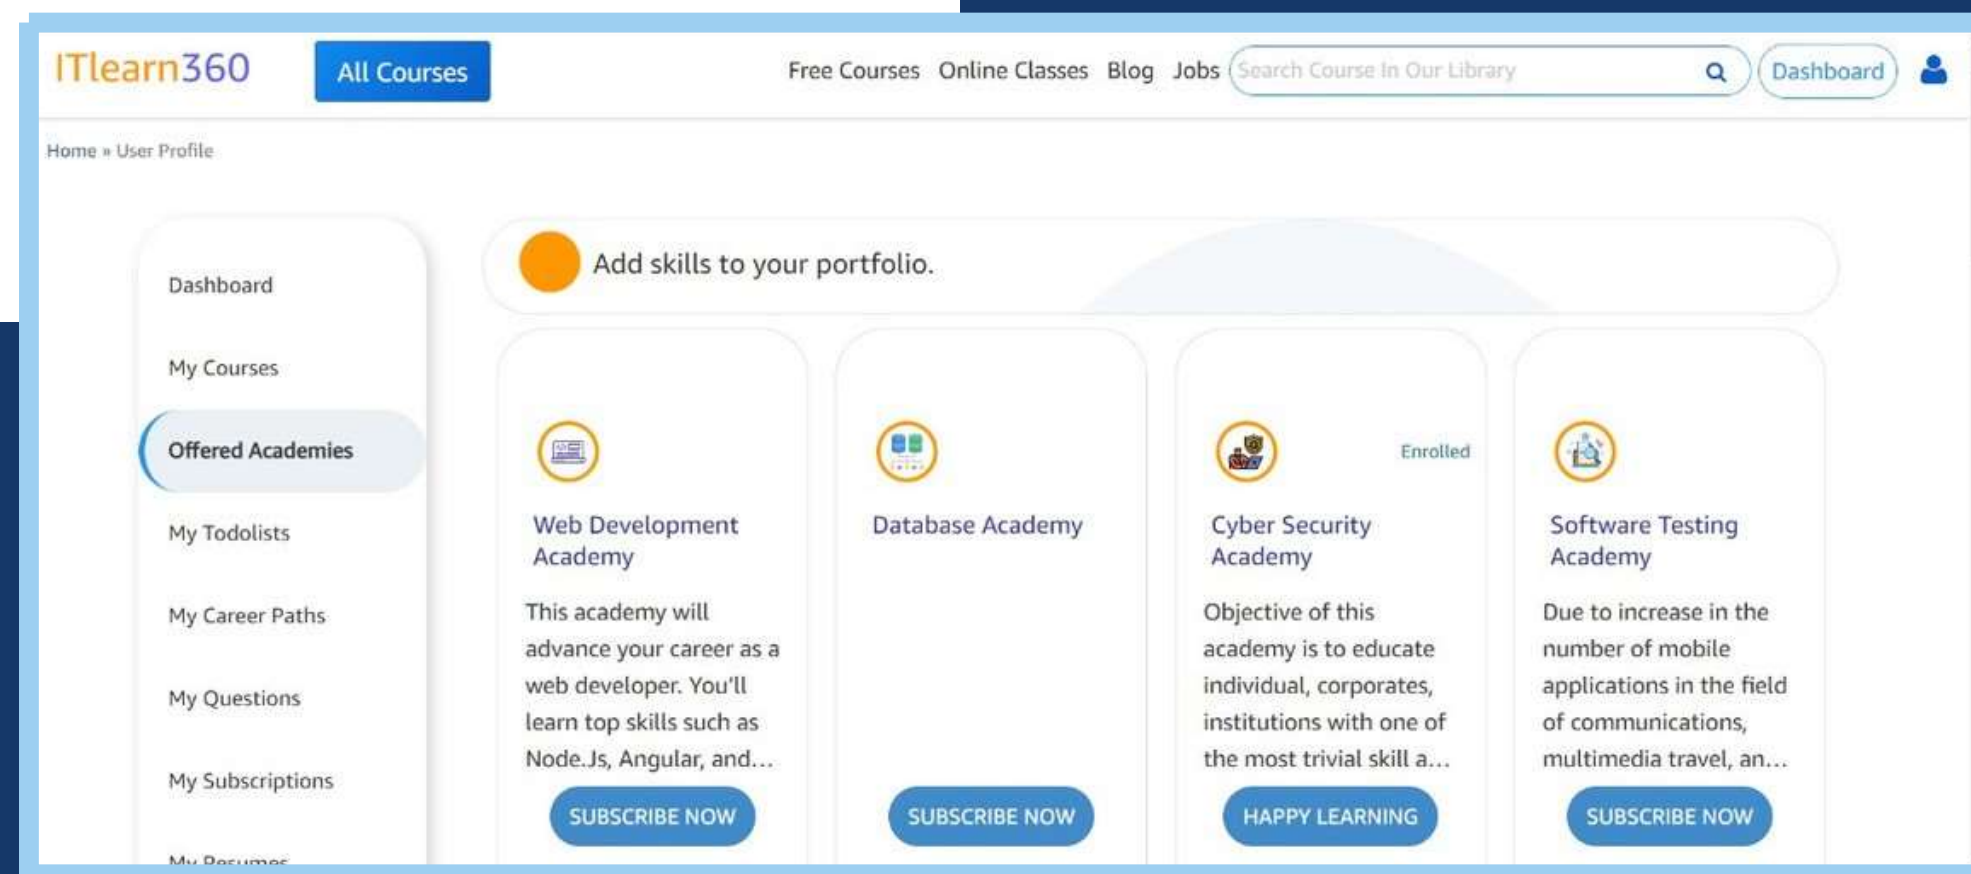 ITlearn360
All Courses
Free Courses Online Classes Blog Jobs Search Course In Our Library Dashboard
Home » User Profile
Dashboard
My Courses
Offered Academies
My Todolists
My Career Paths
My Questions
My Subscriptions
My Resumes
Add skills to your portfolio.
Web Development
Academy
This academy will
advance your career as a
web developer. You'll
learn top skills such as
Node.Js, Angular, and...
SUBSCRIBE NOW
Database Academy
SUBSCRIBE NOW
Enrolled
Cyber Security
Academy
Objective of this
academy is to educate
individual, corporates,
institutions with one of
the most trivial skill a...
HAPPY LEARNING
Software Testing
Academy
Due to increase in the
number of mobile
applications in the field
of communications,
multimedia travel, an...
SUBSCRIBE NOW